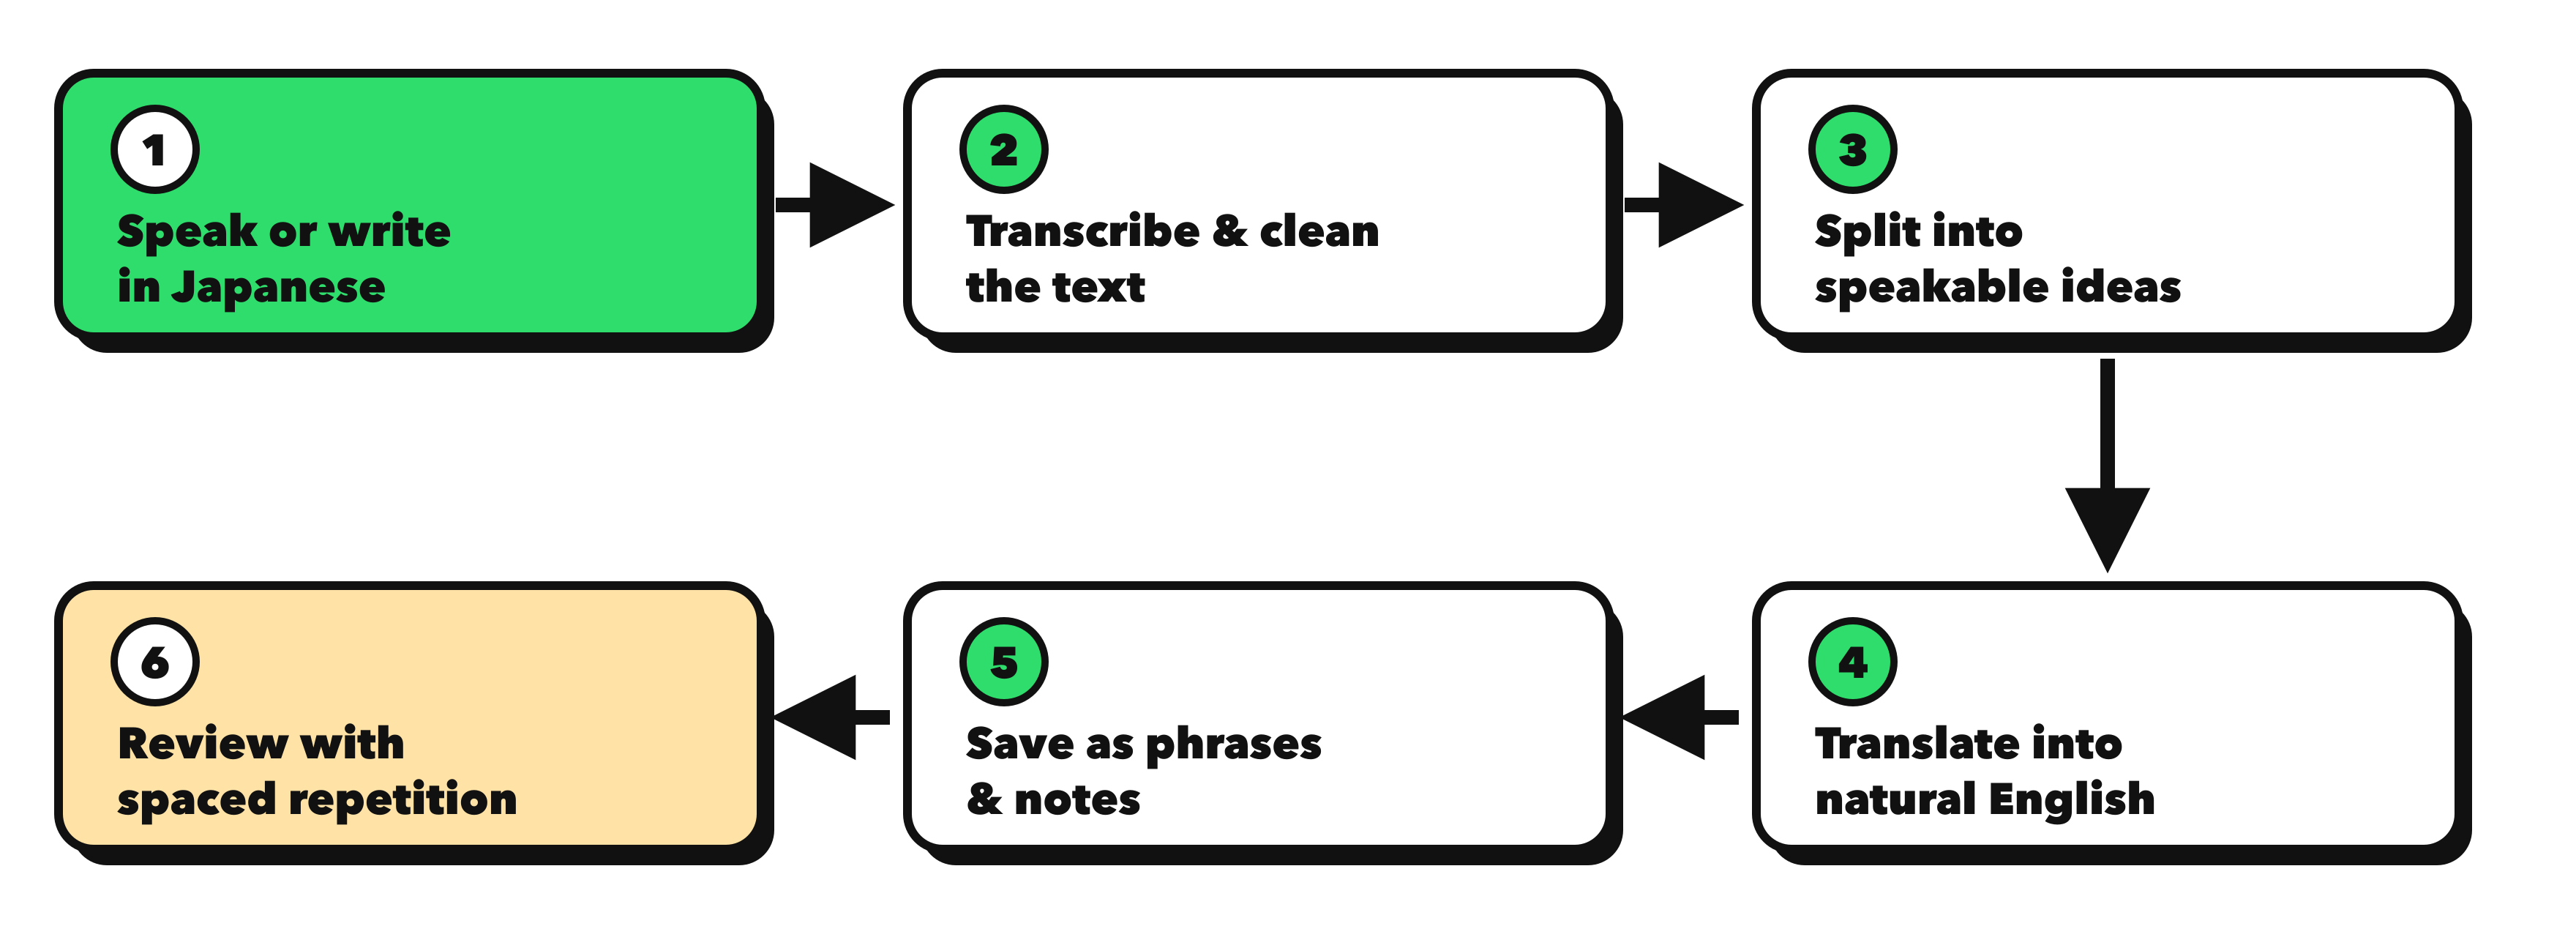 1
Speak or write
in Japanese
2
Transcribe & clean
the text
3
Split into
speakable ideas
4
Translate into
natural English
5
Save as phrases
& notes
6
Review with
spaced repetition